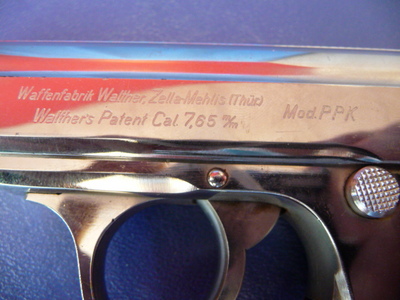 Waffenfabrik Walther, Zella-Mehlis (Thür.)
Walther's Patent Cal. 7,65 m/m
Mod. PPK